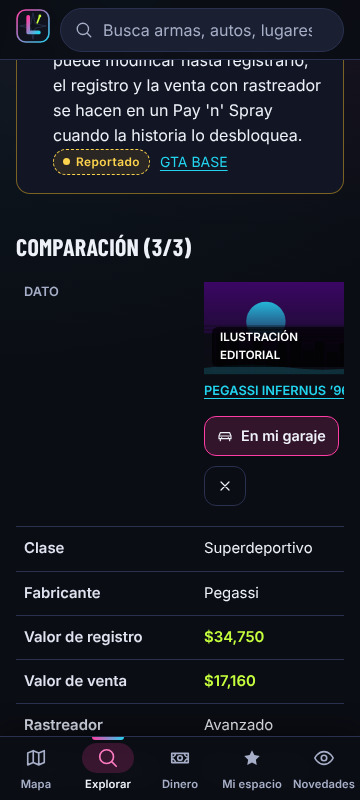 Busca armas, autos, lugares
puede modificar hasta registrarlo,
el registro y la venta con rastreador
se hacen en un Pay 'n' Spray
cuando la historia lo desbloquea.
Reportado GTA BASE
COMPARACIÓN (3/3)
DATO
ILUSTRACIÓN
EDITORIAL
PEGASSI INFERNUS '96
En mi garaje
Clase Superdeportivo
Fabricante Pegassi
Valor de registro $34,750
Valor de venta $17,160
Rastreador Avanzado
Mapa Explorar Dinero Mi espacio Novedades